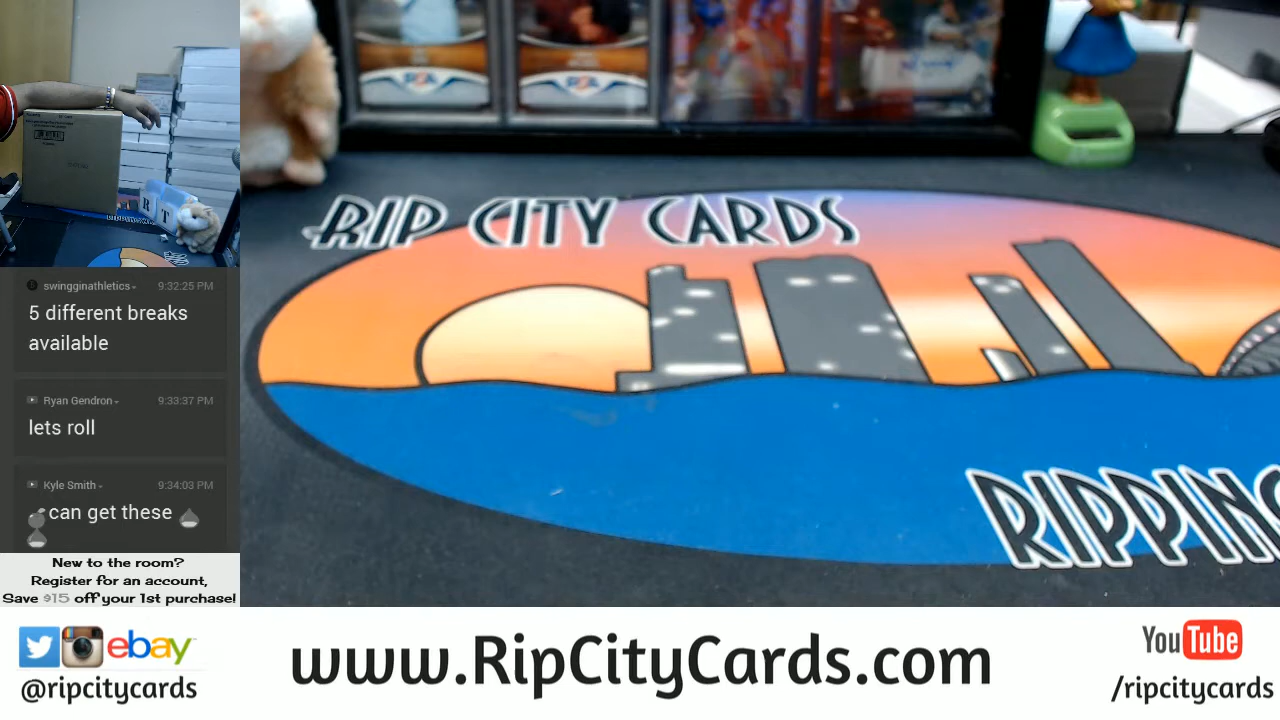 RIP CITY CARDS
RIPPING
swingginathletics
9:32:25 PM
5 different breaks
available
Ryan Gendron
9:33:37 PM
lets roll
Kyle Smith
9:34:03 PM
can get these
New to the room?
Register for an account,
Save $15 off your 1st purchase!
ebay
@ripcitycards
www.RipCityCards.com
YouTube
/ripcitycards